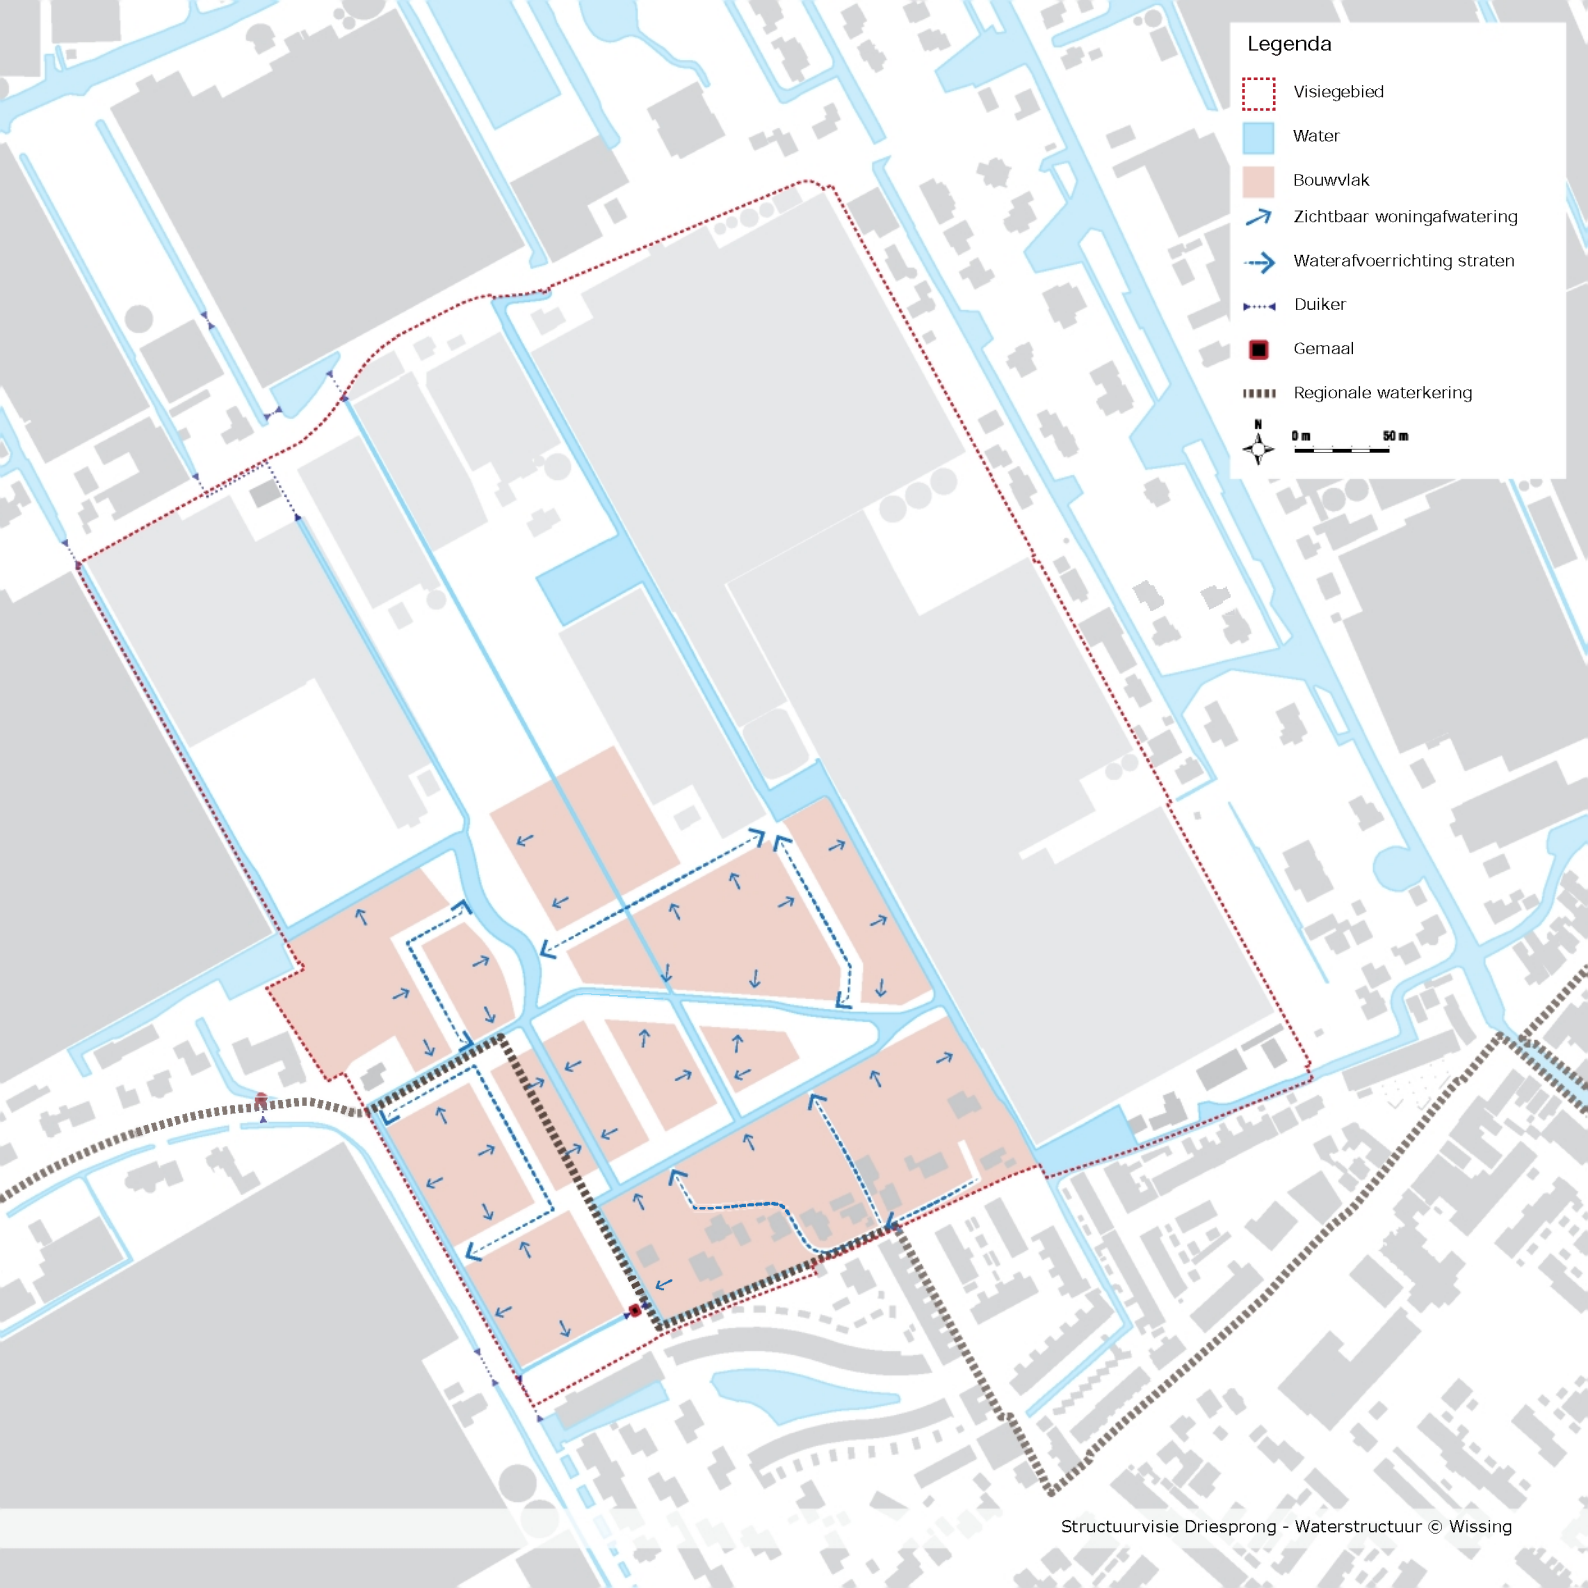 Legenda
Visiegebied
Water
Bouwvlak
Zichtbaar woningafwatering
Waterafvoerrichting straten
Duiker
Gemaal
Regionale waterkering
N
0 m 50 m
Structuurvisie Driesprong - Waterstructuur © Wissing